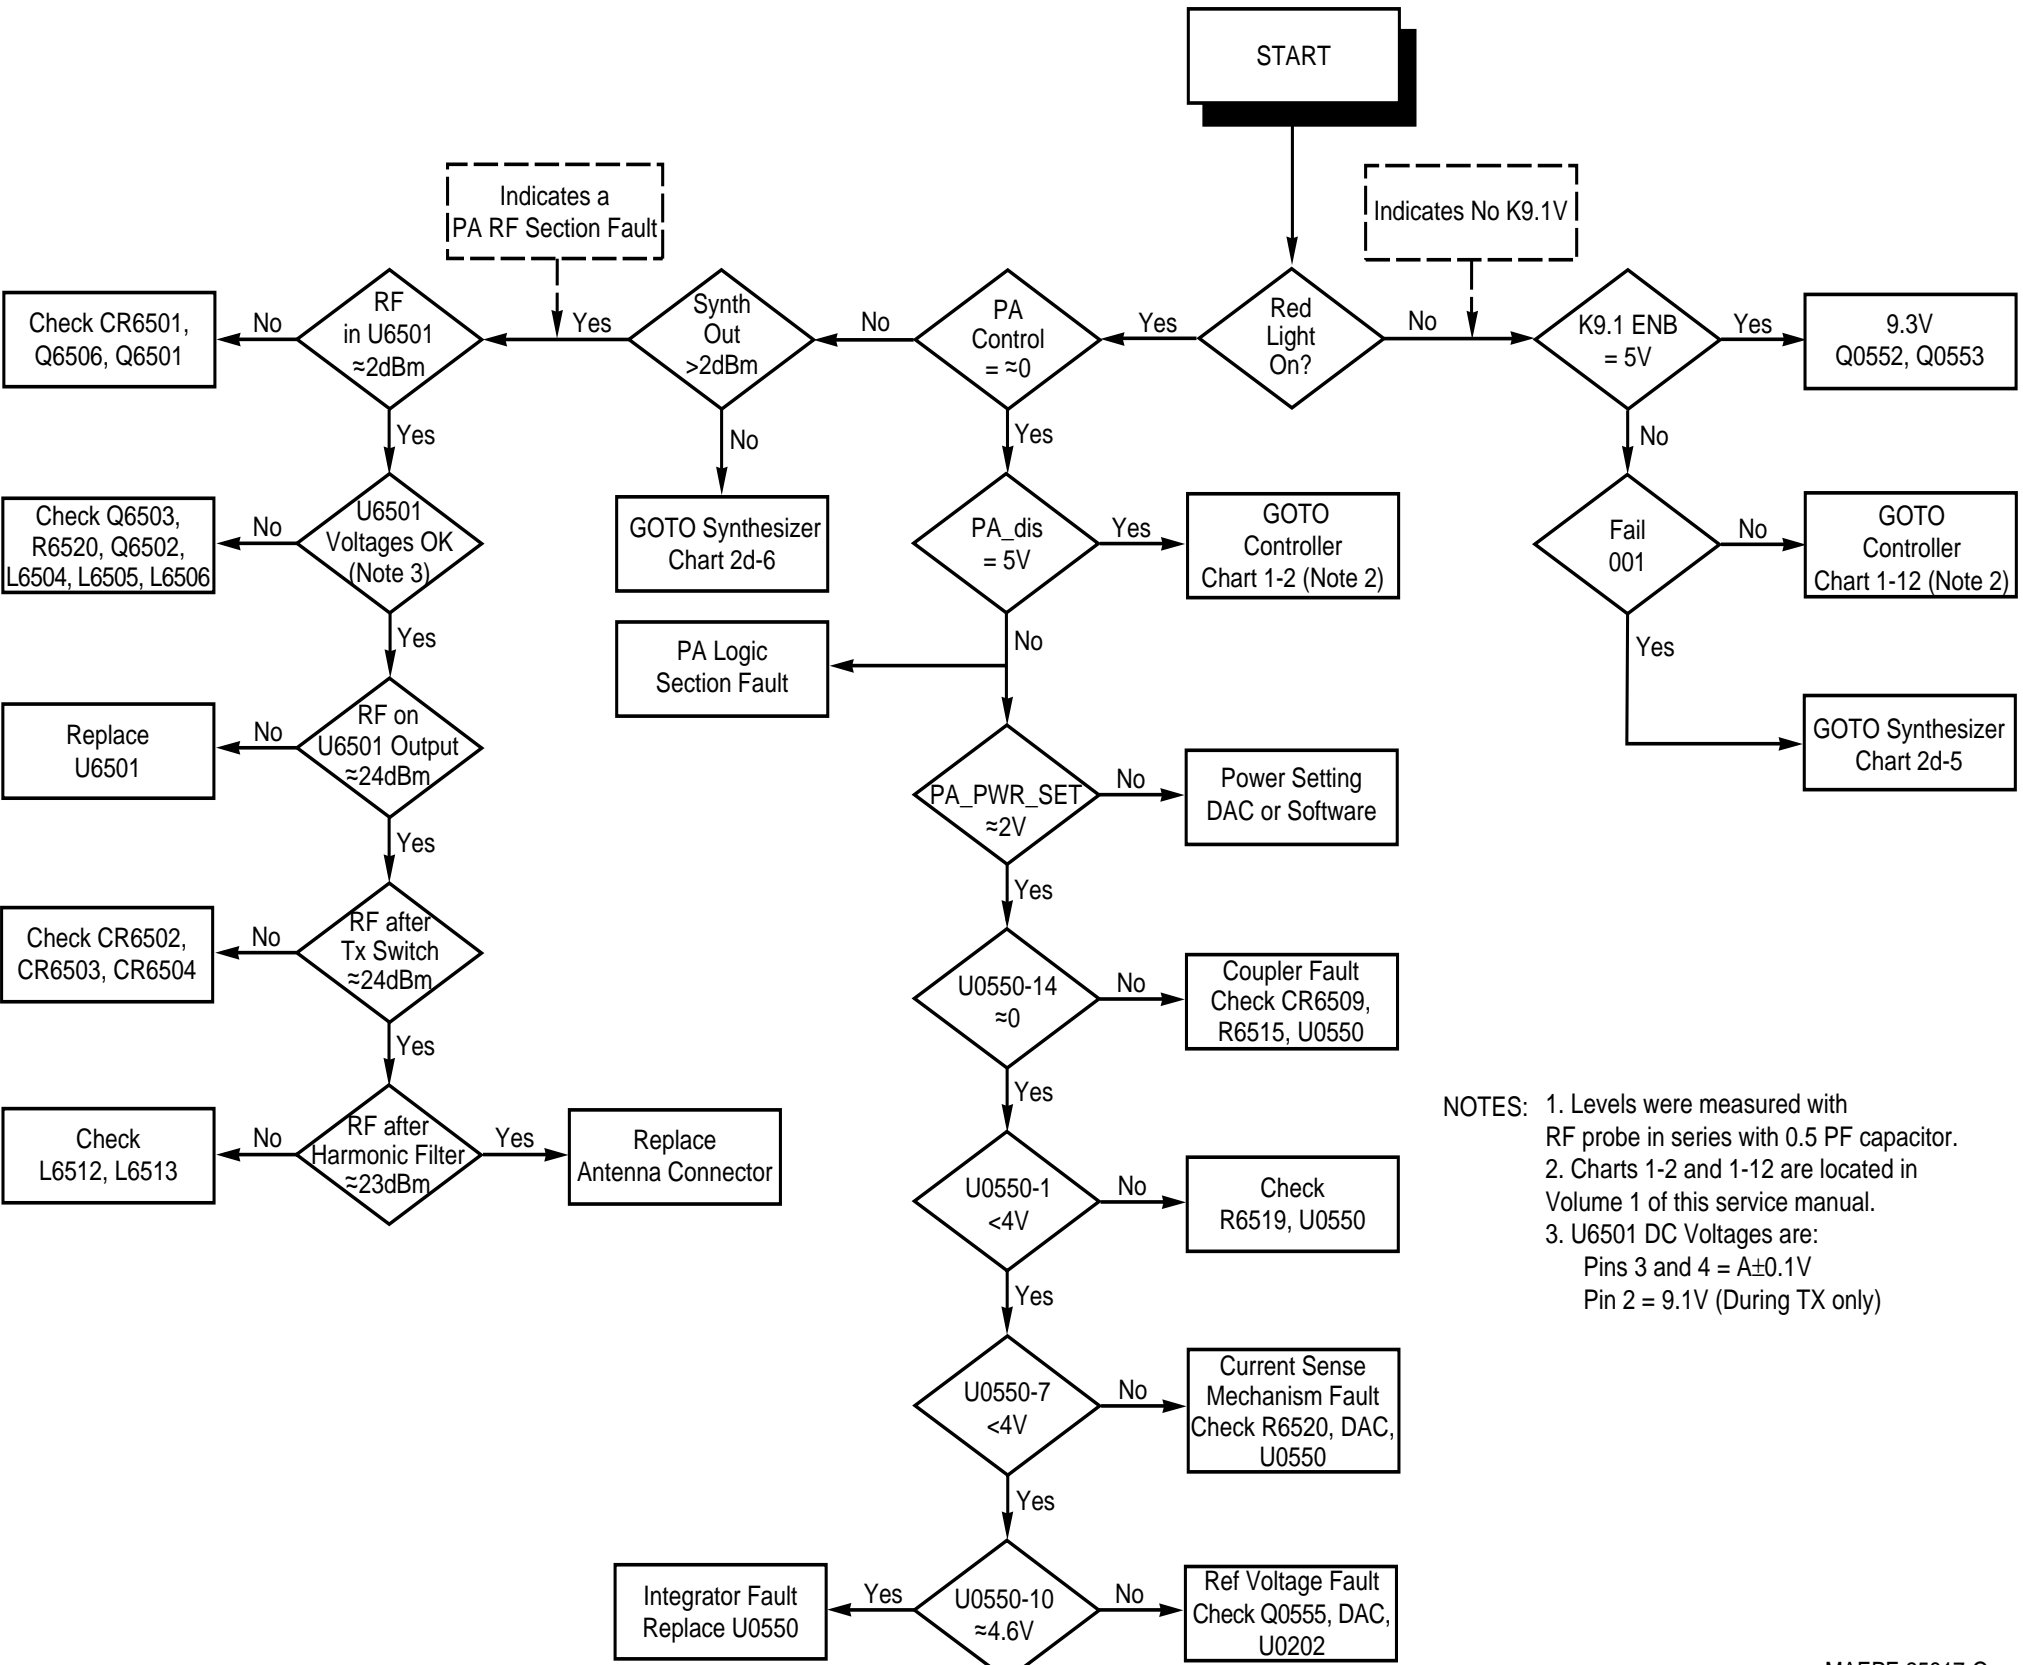 START
Indicates a
PA RF Section Fault
Indicates No K9.1V
Check CR6501,
Q6506, Q6501
No
RF
in U6501
≈2dBm
Yes
Synth
Out
>2dBm
No
PA
Control
= ≈0
Yes
Red
Light
On?
No
K9.1 ENB
= 5V
Yes
9.3V
Q0552, Q0553
Yes
No
Yes
No
Check Q6503,
R6520, Q6502,
L6504, L6505, L6506
No
U6501
Voltages OK
(Note 3)
GOTO Synthesizer
Chart 2d-6
PA_dis
= 5V
Yes
GOTO
Controller
Chart 1-2 (Note 2)
Fail
001
No
GOTO
Controller
Chart 1-12 (Note 2)
Yes
No
Yes
PA Logic
Section Fault
Replace
U6501
No
RF on
U6501 Output
≈24dBm
GOTO Synthesizer
Chart 2d-5
PA_PWR_SET
≈2V
No
Power Setting
DAC or Software
Yes
Yes
Check CR6502,
CR6503, CR6504
No
RF after
Tx Switch
≈24dBm
U0550-14
≈0
No
Coupler Fault
Check CR6509,
R6515, U0550
Yes
Yes
Check
L6512, L6513
No
RF after
Harmonic Filter
≈23dBm
Yes
Replace
Antenna Connector
U0550-1
<4V
No
Check
R6519, U0550
NOTES: 1. Levels were measured with
RF probe in series with 0.5 PF capacitor.
2. Charts 1-2 and 1-12 are located in
Volume 1 of this service manual.
3. U6501 DC Voltages are:
Pins 3 and 4 = A±0.1V
Pin 2 = 9.1V (During TX only)
Yes
U0550-7
<4V
No
Current Sense
Mechanism Fault
Check R6520, DAC,
U0550
Yes
Integrator Fault
Replace U0550
Yes
U0550-10
≈4.6V
No
Ref Voltage Fault
Check Q0555, DAC,
U0202